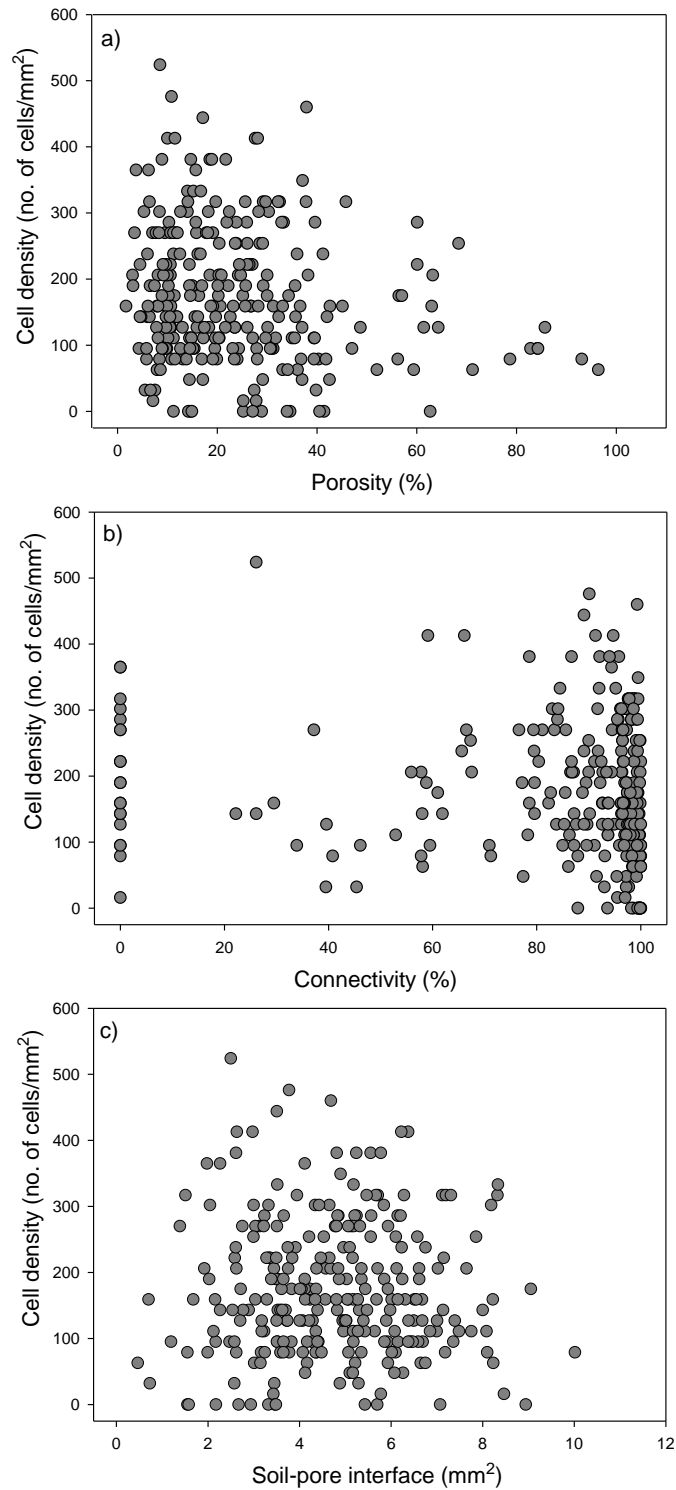 600
a)
500
400
300
200
100
0
0 20 40 60 80 100
Porosity (%)
Cell density (no. of cells/mm²)
600
b)
500
400
300
200
100
0
0 20 40 60 80 100
Connectivity (%)
Cell density (no. of cells/mm²)
600
c)
500
400
300
200
100
0
0 2 4 6 8 10 12
Soil-pore interface (mm²)
Cell density (no. of cells/mm²)